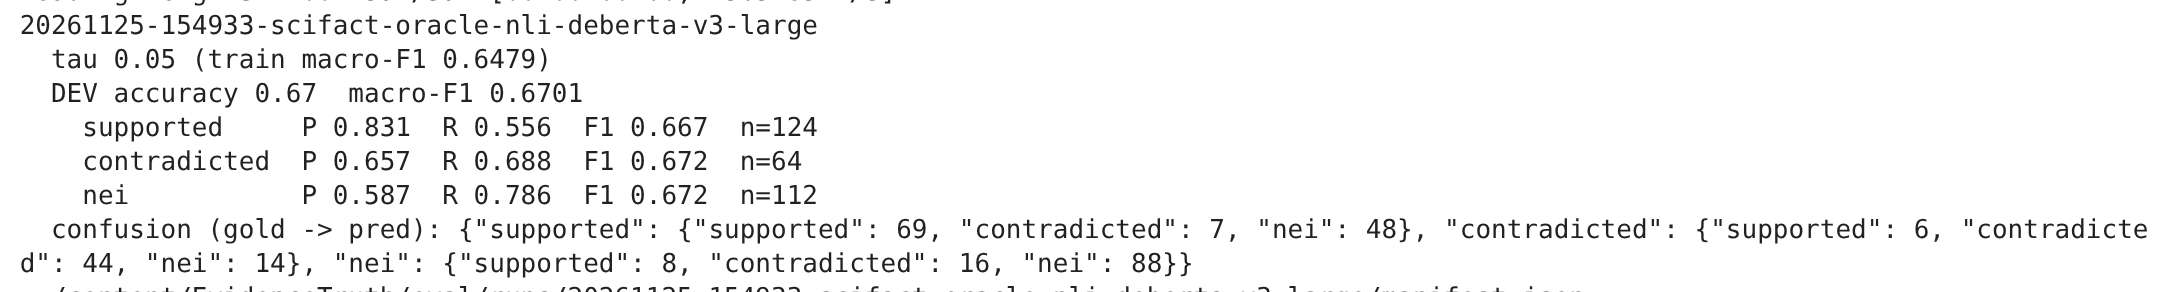 20261125-154933-scifact-oracle-nli-deberta-v3-large
tau 0.05 (train macro-F1 0.6479)
DEV accuracy 0.67  macro-F1 0.6701
supported     P 0.831  R 0.556  F1 0.667  n=124
contradicted  P 0.657  R 0.688  F1 0.672  n=64
nei           P 0.587  R 0.786  F1 0.672  n=112
confusion (gold -> pred): {"supported": {"supported": 69, "contradicted": 7, "nei": 48}, "contradicted": {"supported": 6, "contradicte
d": 44, "nei": 14}, "nei": {"supported": 8, "contradicted": 16, "nei": 88}}